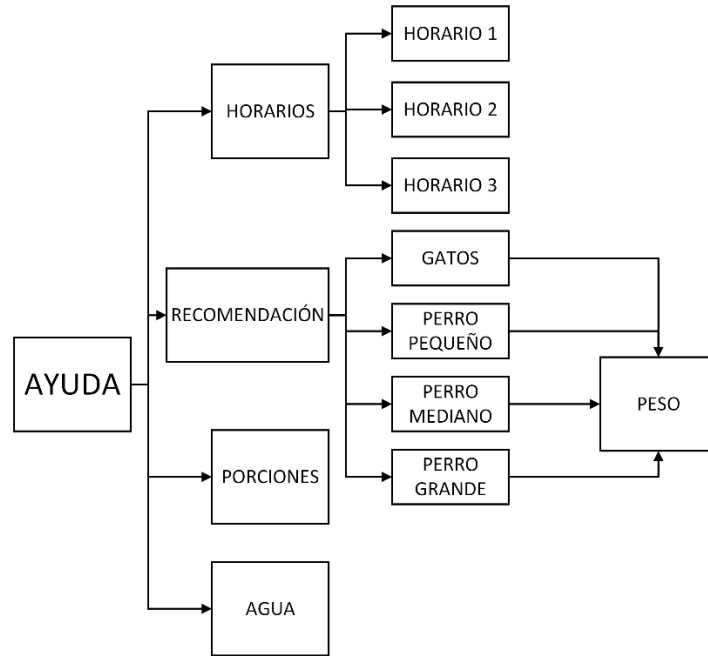 HORARIO 1
HORARIOS
HORARIO 2
HORARIO 3
GATOS
RECOMENDACIÓN
PERRO
PEQUEÑO
AYUDA
PERRO
MEDIANO
PESO
PORCIONES
PERRO
GRANDE
AGUA